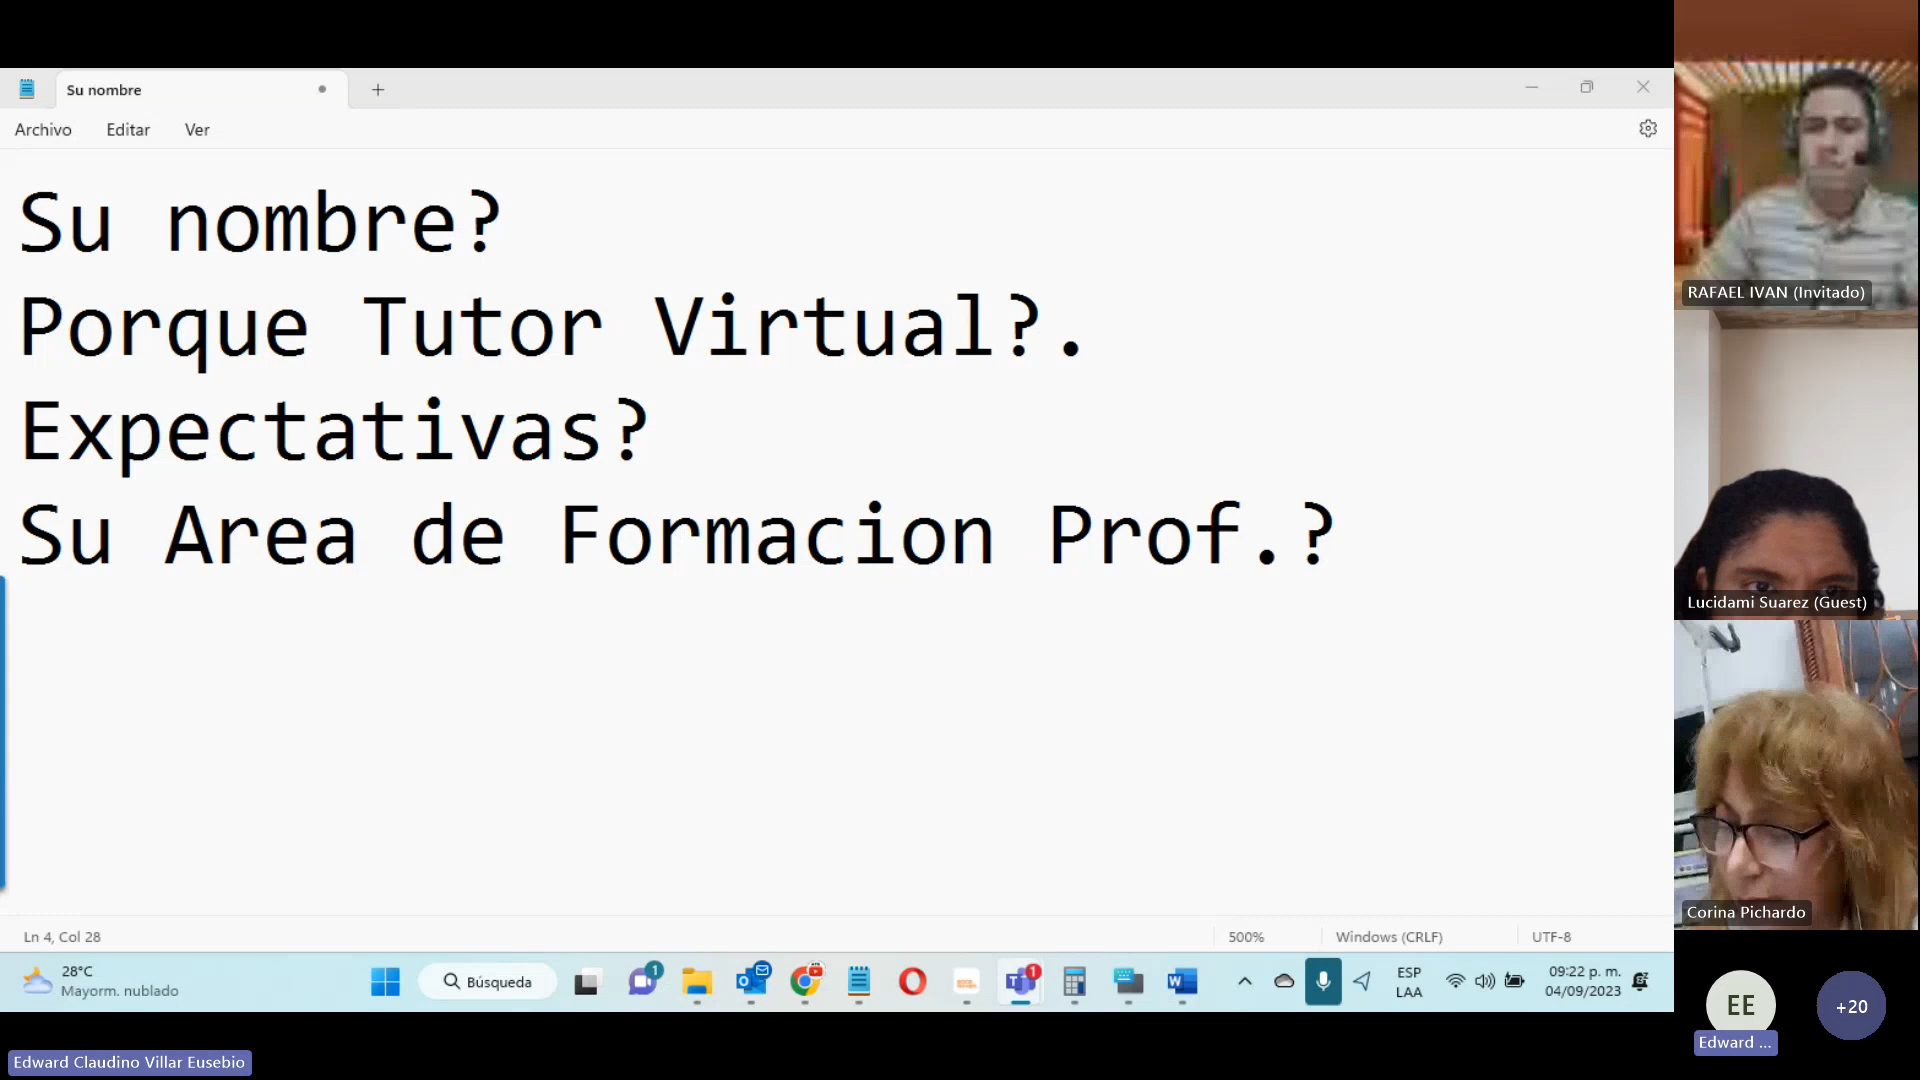 Su nombre
Archivo Editar Ver
Su nombre?
Porque Tutor Virtual?.
Expectativas?
Su Area de Formacion Prof.?
Ln 4, Col 28 500% Windows (CRLF) UTF-8
28°C
Mayorm. nublado
Búsqueda
1
1
ESP
LAA
09:22 p. m.
04/09/2023
RAFAEL IVAN (Invitado)
Lucidami Suarez (Guest)
Corina Pichardo
EE
+20
Edward ...
Edward Claudino Villar Eusebio